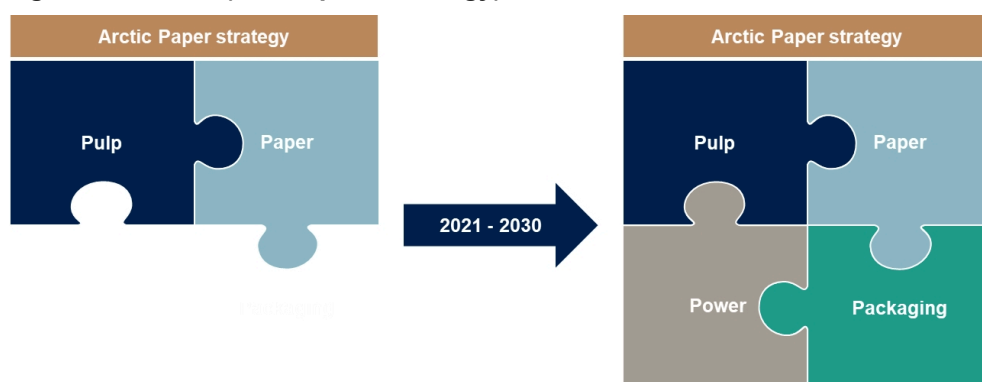 Arctic Paper strategy
Pulp
Paper
2021 - 2030
Arctic Paper strategy
Pulp
Paper
Power
Packaging